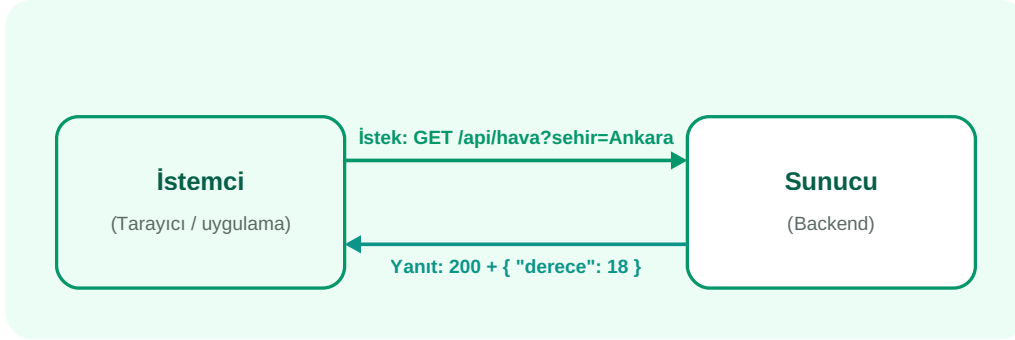 İstek: GET /api/hava?sehir=Ankara
İstemci
(Tarayıcı / uygulama)
Sunucu
(Backend)
Yanıt: 200 + { "derece": 18 }